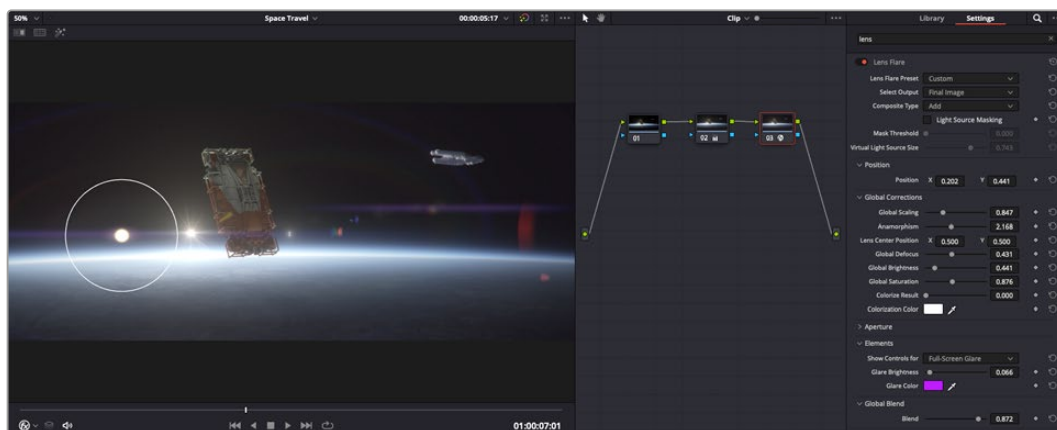 50% Space Travel 00:00:05:17 Clip Library Settings
lens
Lens Flare
Lens Flare Preset Custom
Select Output Final Image
Composite Type Add
Light Source Masking
Mask Threshold 0.000
Virtual Light Source Size 0.743
Position
Position X 0.202 Y 0.441
Global Corrections
Global Scaling 0.847
Anamorphism 2.168
Lens Center Position X 0.500 Y 0.500
Global Defocus 0.431
Global Brightness 0.441
Global Saturation 0.876
Colorize Result 0.000
Colorization Color
Aperture
Elements
Show Controls for Full-Screen Glare
Glare Brightness 0.066
Glare Color
Global Blend
Blend 0.872
01 02 03
01:00:07:01